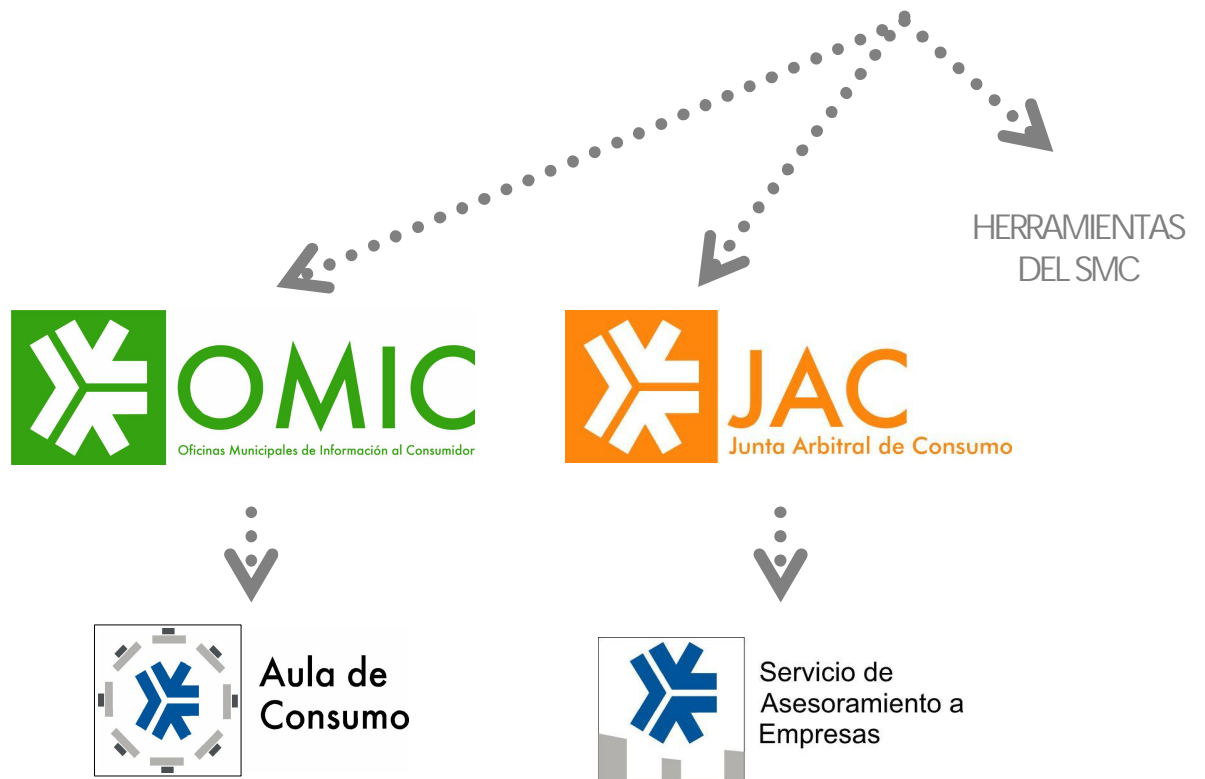 HERRAMIENTAS
DEL SMC
OMIC
Oficinas Municipales de Información al Consumidor
JAC
Junta Arbitral de Consumo
Aula de
Consumo
Servicio de
Asesoramiento a
Empresas